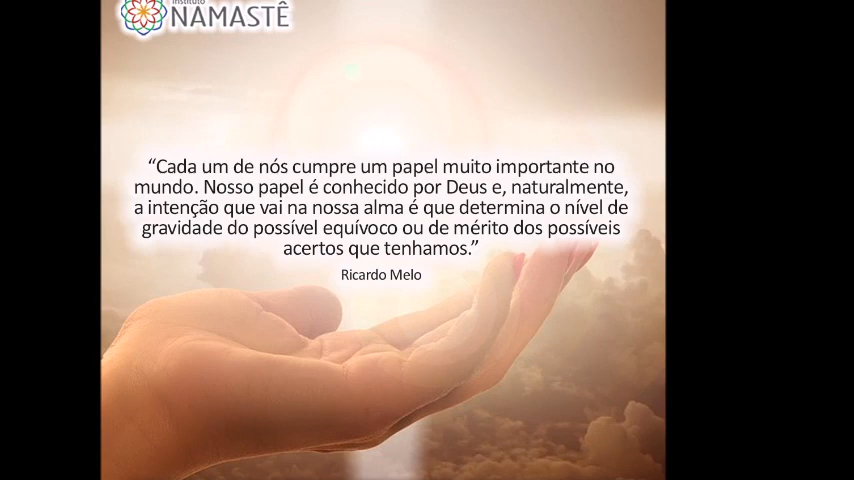 Instituto
NAMASTÊ
“Cada um de nós cumpre um papel muito importante no
mundo. Nosso papel é conhecido por Deus e, naturalmente,
a intenção que vai na nossa alma é que determina o nível de
gravidade do possível equívoco ou de mérito dos possíveis
acertos que tenhamos.”
Ricardo Melo